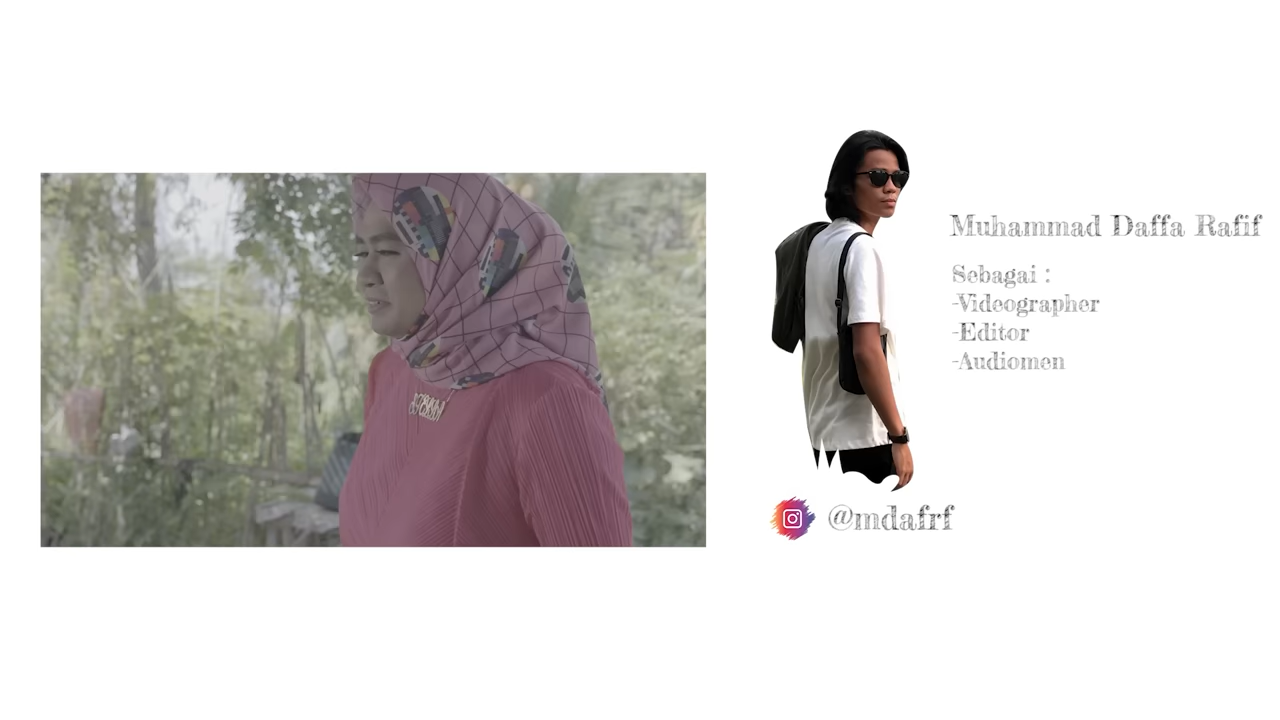 Muhammad Daffa Rafif
Sebagai :
-Videographer
-Editor
-Audiomen
@mdafrf